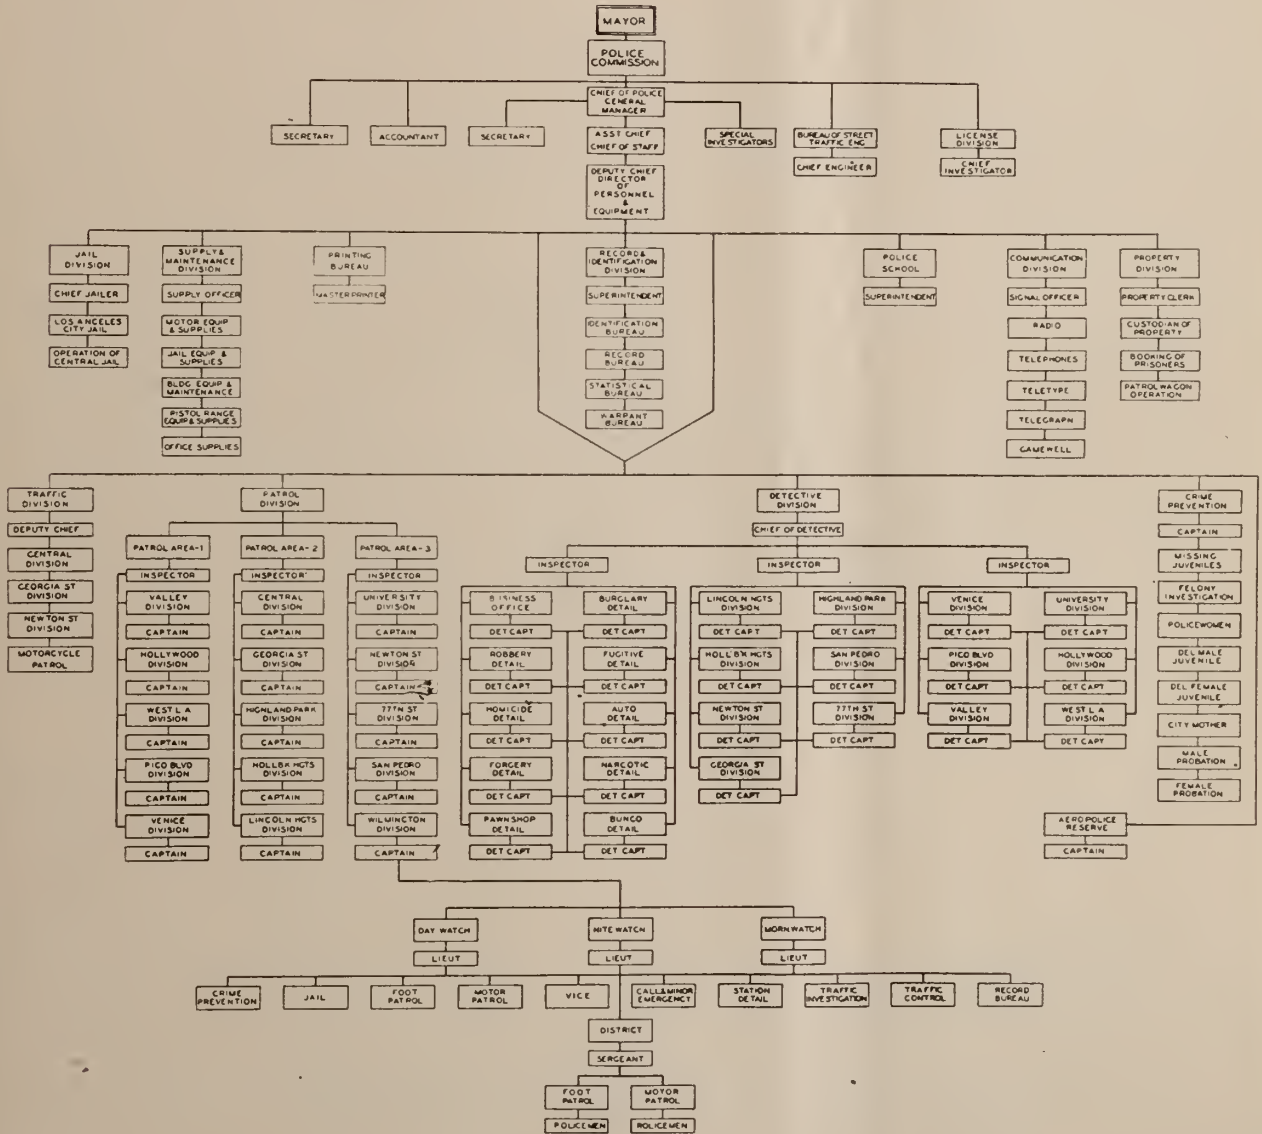 MAYOR
POLICE
COMMISSION
CHIEF OF POLICE
GENERAL
MANAGER
SECRETARY
ACCOUNTANT
SECRETARY
ASST CHIEF
CHIEF OF STAFF
SPECIAL
INVESTIGATORS
BUREAU OF STREET
TRAFFIC ENG.
CHIEF ENGINEER
LICENSE
DIVISION
CHIEF
INVESTIGATOR
DEPUTY CHIEF
DIRECTOR
OF
PERSONNEL
&
EQUIPMENT
JAIL
DIVISION
CHIEF JAILER
LOS ANGELES
CITY JAIL
OPERATION OF
CENTRAL JAIL
SUPPLY &
MAINTENANCE
DIVISION
SUPPLY OFFICER
MOTOR EQUIP
& SUPPLIES
JAIL EQUIP &
SUPPLIES
BLDG EQUIP &
MAINTENANCE
PISTOL RANGE
EQUIP & SUPPLIES
OFFICE SUPPLIES
PRINTING
BUREAU
MASTER PRINTER
RECORD &
IDENTIFICATION
DIVISION
SUPERINTENDENT
IDENTIFICATION
BUREAU
RECORD
BUREAU
STATISTICAL
BUREAU
WARRANT
BUREAU
POLICE
SCHOOL
SUPERINTENDENT
COMMUNICATION
DIVISION
SIGNAL OFFICER
RADIO
TELEPHONES
TELETYPE
TELEGRAPH
GAMEWELL
PROPERTY
DIVISION
PROPERTY CLERK
CUSTODIAN OF
PROPERTY
BOOKING OF
PRISONERS
PATROL WAGON
OPERATION
TRAFFIC
DIVISION
DEPUTY CHIEF
CENTRAL
DIVISION
GEORGIA ST
DIVISION
NEWTON ST
DIVISION
MOTORCYCLE
PATROL
PATROL
DIVISION
PATROL AREA-1
INSPECTOR
VALLEY
DIVISION
CAPTAIN
HOLLYWOOD
DIVISION
CAPTAIN
WEST L A
DIVISION
CAPTAIN
PICO BLVD
DIVISION
CAPTAIN
VENICE
DIVISION
CAPTAIN
PATROL AREA-2
INSPECTOR
CENTRAL
DIVISION
CAPTAIN
GEORGIA ST
DIVISION
CAPTAIN
HIGHLAND PARK
DIVISION
CAPTAIN
HOLL'B'K HGTS
DIVISION
CAPTAIN
LINCOLN HGTS
DIVISION
CAPTAIN
PATROL AREA-3
INSPECTOR
UNIVERSITY
DIVISION
CAPTAIN
NEWTON ST
DIVISION
CAPTAIN
77TH ST
DIVISION
CAPTAIN
SAN PEDRO
DIVISION
CAPTAIN
WILMINGTON
DIVISION
CAPTAIN
DETECTIVE
DIVISION
CHIEF OF DETECTIVE
INSPECTOR
BUSINESS
OFFICE
DET CAPT
ROBBERY
DETAIL
DET CAPT
HOMICIDE
DETAIL
DET CAPT
FORGERY
DETAIL
DET CAPT
PAWN SHOP
DETAIL
DET CAPT
BURGLARY
DETAIL
DET CAPT
FUGITIVE
DETAIL
DET CAPT
AUTO
DETAIL
DET CAPT
NARCOTIC
DETAIL
DET CAPT
BUNCO
DETAIL
DET CAPT
INSPECTOR
LINCOLN HGTS
DIVISION
DET CAPT
HOLL'B'K HGTS
DIVISION
DET CAPT
NEWTON ST
DIVISION
DET CAPT
GEORGIA ST
DIVISION
DET CAPT
HIGHLAND PARK
DIVISION
DET CAPT
SAN PEDRO
DIVISION
DET CAPT
77TH ST
DIVISION
DET CAPT
INSPECTOR
VENICE
DIVISION
DET CAPT
PICO BLVD
DIVISION
DET CAPT
VALLEY
DIVISION
DET CAPT
UNIVERSITY
DIVISION
DET CAPT
HOLLYWOOD
DIVISION
DET CAPT
WEST L A
DIVISION
DET CAPT
CRIME
PREVENTION
CAPTAIN
MISSING
JUVENILES
FELONY
INVESTIGATION
POLICEWOMEN
DEL MALE
JUVENILE
DEL FEMALE
JUVENILE
CITY MOTHER
MALE
PROBATION
FEMALE
PROBATION
AERO POLICE
RESERVE
CAPTAIN
DAY WATCH
LIEUT
NITE WATCH
LIEUT
MORN WATCH
LIEUT
CRIME
PREVENTION
JAIL
FOOT
PATROL
MOTOR
PATROL
VICE
CALL & MINOR
EMERGENCY
STATION
DETAIL
TRAFFIC
INVESTIGATION
TRAFFIC
CONTROL
RECORD
BUREAU
DISTRICT
SERGEANT
FOOT
PATROL
POLICEMEN
MOTOR
PATROL
POLICEMEN